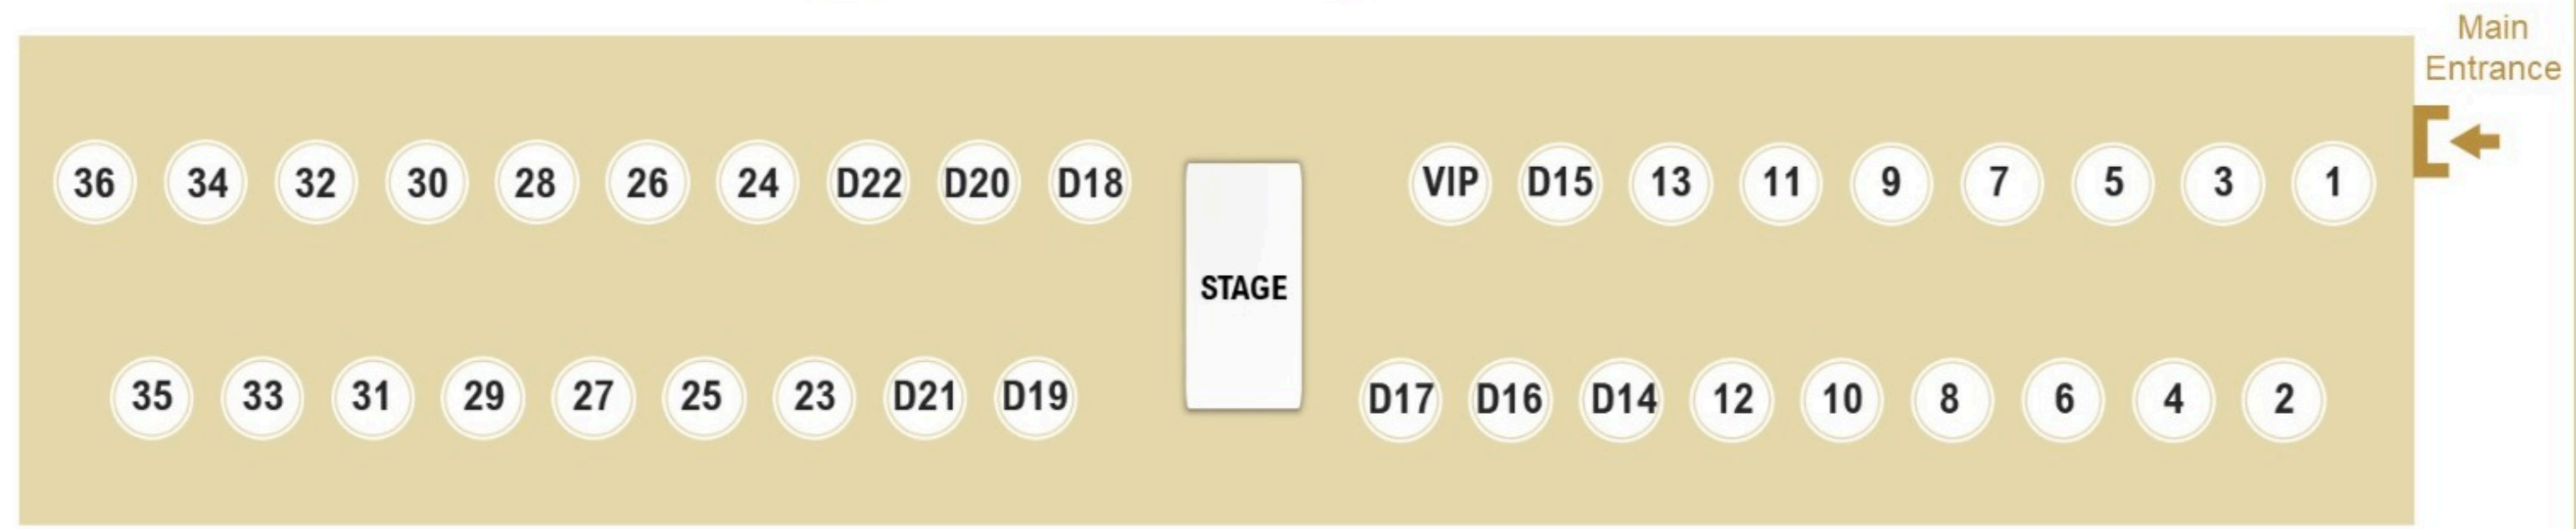 Main
Entrance
36 34 32 30 28 26 24 D22 D20 D18 VIP D15 13 11 9 7 5 3 1
STAGE
35 33 31 29 27 25 23 D21 D19 D17 D16 D14 12 10 8 6 4 2